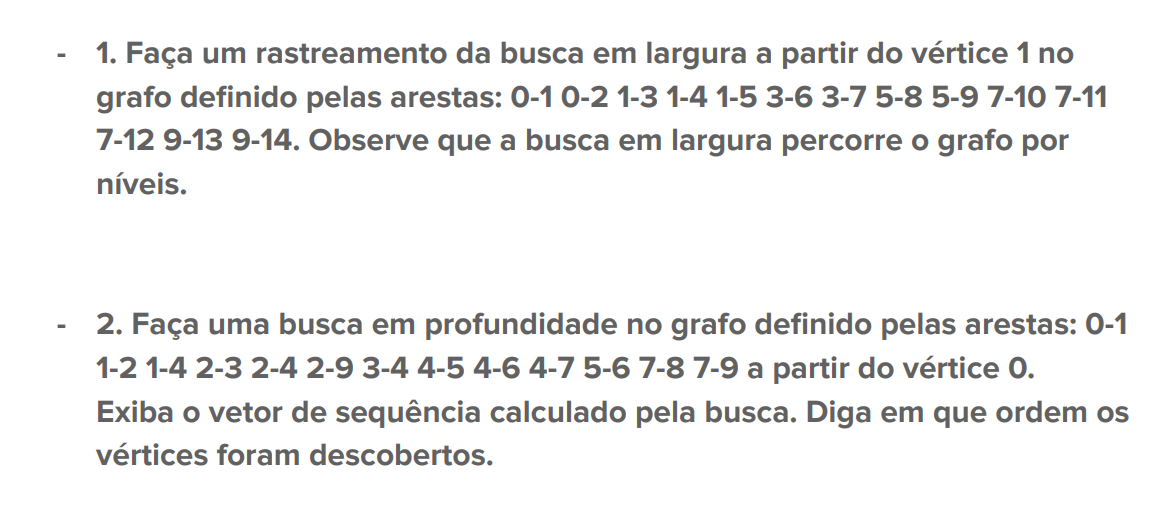 - 1. Faça um rastreamento da busca em largura a partir do vértice 1 no
grafo definido pelas arestas: 0-1 0-2 1-3 1-4 1-5 3-6 3-7 5-8 5-9 7-10 7-11
7-12 9-13 9-14. Observe que a busca em largura percorre o grafo por
níveis.
- 2. Faça uma busca em profundidade no grafo definido pelas arestas: 0-1
1-2 1-4 2-3 2-4 2-9 3-4 4-5 4-6 4-7 5-6 7-8 7-9 a partir do vértice 0.
Exiba o vetor de sequência calculado pela busca. Diga em que ordem os
vértices foram descobertos.